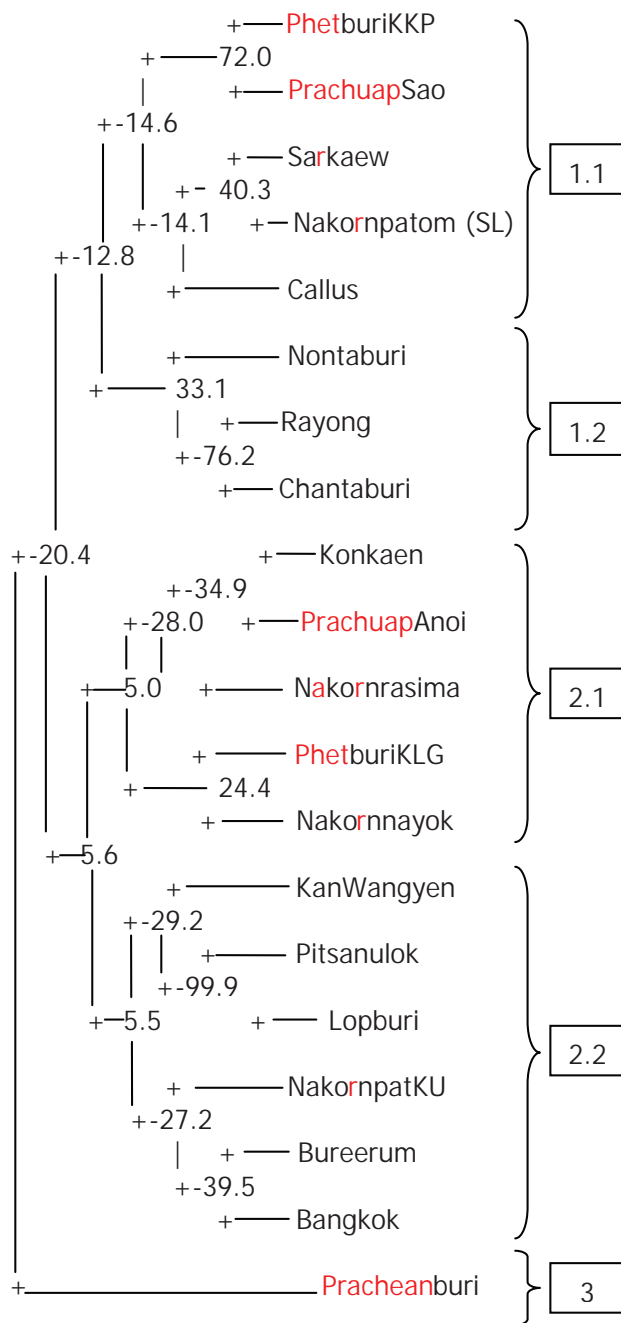 PhetburiKKP
+ 72.0
+ PrachuapSao
+-14.6
+ Sarkaew
1.1
+- 40.3
+-14.1 + Nakornpatom (SL)
+-12.8
+ Callus
+ Nontaburi
+ 33.1
+ Rayong
1.2
+-76.2
+ Chantaburi
+-20.4 + Konkaen
+-34.9
+-28.0 + PrachuapAnoi
+ 5.0 + Nakornrasima
2.1
+ PhetburiKLG
+ 24.4
+ Nakornnayok
+ 5.6
+ KanWangyen
+-29.2
+ Pitsanulok
+-99.9
+ 5.5 + Lopburi
2.2
+ NakornpatKU
+-27.2
+ Bureerum
+-39.5
+ Bangkok
+ Pracheanburi 3